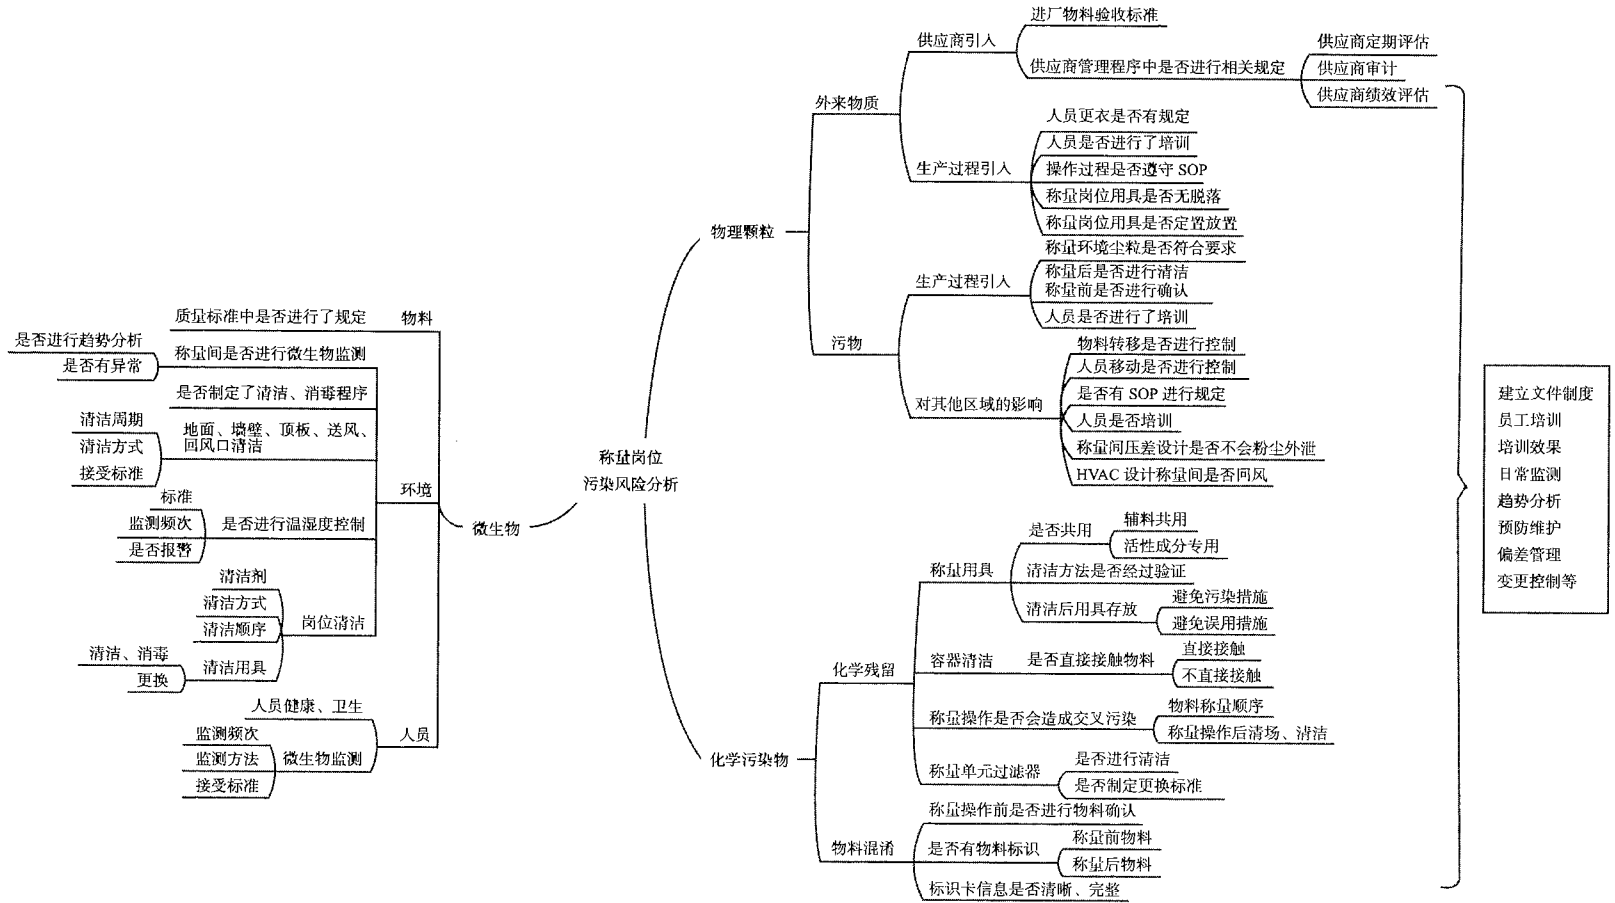 称量岗位
污染风险分析
物理颗粒
外来物质
供应商引入
进厂物料验收标准
供应商管理程序中是否进行相关规定
供应商定期评估
供应商审计
供应商绩效评估
生产过程引入
人员更衣是否有规定
人员是否进行了培训
操作过程是否遵守 SOP
称量岗位用具是否无脱落
称量岗位用具是否定置放置
污物
生产过程引入
称量环境尘粒是否符合要求
称量后是否进行清洁
称量前是否进行确认
人员是否进行了培训
对其他区域的影响
物料转移是否进行控制
人员移动是否进行控制
是否有 SOP 进行规定
人员是否培训
称量间压差设计是否不会粉尘外泄
HVAC 设计称量间是否回风
化学污染物
化学残留
称量用具
是否共用
辅料共用
活性成分专用
清洁方法是否经过验证
清洁后用具存放
避免污染措施
避免误用措施
容器清洁
是否直接接触物料
直接接触
不直接接触
称量操作是否会造成交叉污染
物料称量顺序
称量操作后清场、清洁
称量单元过滤器
是否进行清洁
是否制定更换标准
物料混淆
称量操作前是否进行物料确认
是否有物料标识
称量前物料
称量后物料
标识卡信息是否清晰、完整
微生物
物料
质量标准中是否进行了规定
环境
称量间是否进行微生物监测
是否进行趋势分析
是否有异常
是否制定了清洁、消毒程序
地面、墙壁、顶板、送风、
回风口清洁
清洁周期
清洁方式
接受标准
是否进行温湿度控制
标准
监测频次
是否报警
岗位清洁
清洁剂
清洁方式
清洁顺序
清洁用具
清洁、消毒
更换
人员
人员健康、卫生
微生物监测
监测频次
监测方法
接受标准
建立文件制度
员工培训
培训效果
日常监测
趋势分析
预防维护
偏差管理
变更控制等